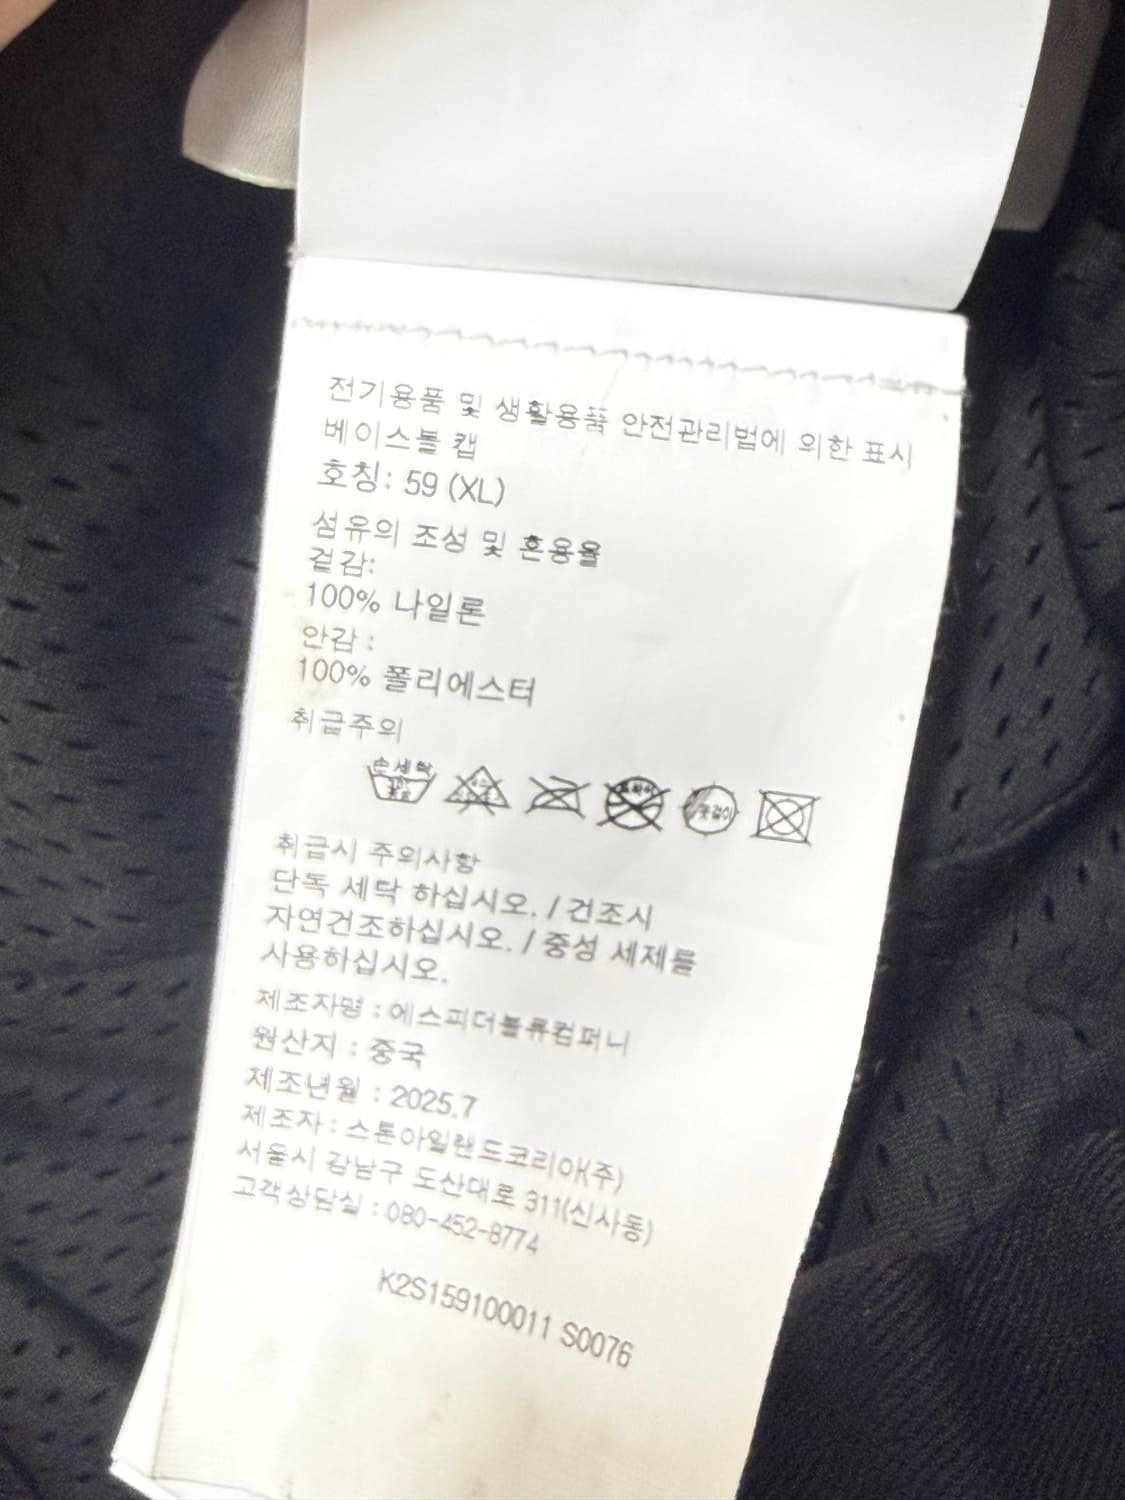 전기용품 및 생활용품 안전관리법에 의한 표시
베이스볼 캡
호칭: 59 (XL)
섬유의 조성 및 혼용율
겉감:
100% 나일론
안감 :
100% 폴리에스터
취급주의
손세탁
취급시 주의사항
단독 세탁 하십시오. / 건조시
자연건조하십시오. / 중성 세제를
사용하십시오.
제조자명 : 에스피더블류컴퍼니
원산지 : 중국
제조년월 : 2025.7
제조자 : 스톤아일랜드코리아(주)
서울시 강남구 도산대로 311(신사동)
고객상담실 : 080-452-8774
K2S159100011 S0076